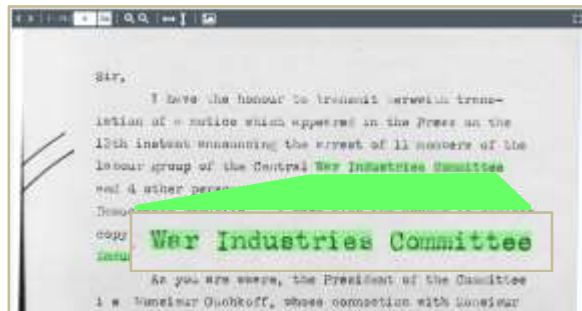 Sir,
I have the honour to transmit herewith trans-
lation of a notice which appeared in the Press on the
13th instant announcing the arrest of 11 members of the
labour group of the Central War Industries Committee
and 4 other
copy
War Industries Committee
As you are aware, the President of the Committee
is Monsieur Guchkoff, whose connection with Monsieur